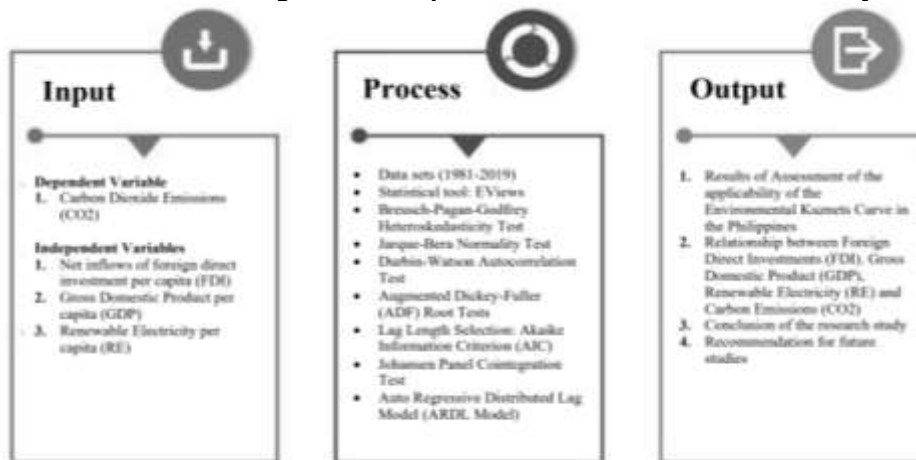 Input
Dependent Variable
1. Carbon Dioxide Emissions
(CO2)
Independent Variables
1. Net inflows of foreign direct
investment per capita (FDI)
2. Gross Domestic Product per
capita (GDP)
3. Renewable Electricity per
capita (RE)
Process
• Data sets (1981-2019)
• Statistical tool: EViews
• Breusch-Pagan-Godfrey
Heteroskedasticity Test
• Jarque-Bera Normality Test
• Durbin-Watson Autocorrelation
Test
• Augmented Dickey-Fuller
(ADF) Root Tests
• Lag Length Selection: Akaike
Information Criterion (AIC)
• Johansen Panel Cointegration
Test
• Auto Regressive Distributed Lag
Model (ARDL Model)
Output
1. Results of Assessment of the
applicability of the
Environmental Kuznets Curve in
the Philippines
2. Relationship between Foreign
Direct Investments (FDI), Gross
Domestic Product (GDP),
Renewable Electricity (RE) and
Carbon Emissions (CO2)
3. Conclusion of the research study
4. Recommendation for future
studies